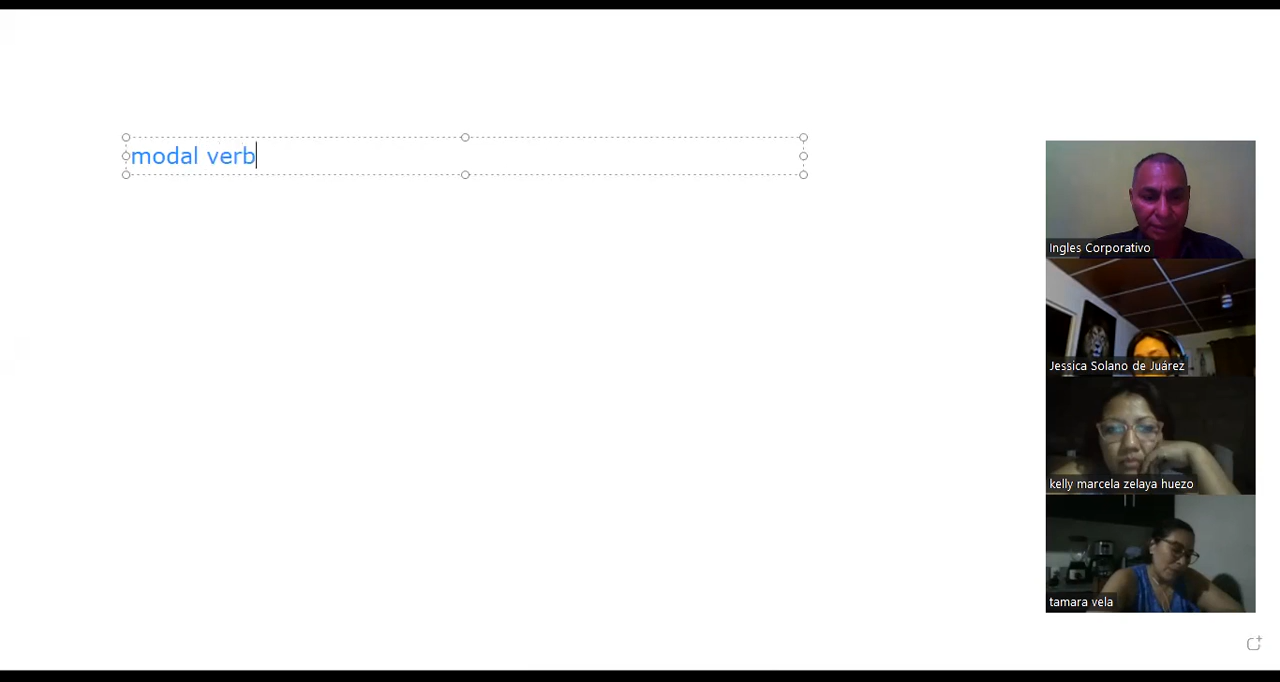 modal verb
Ingles Corporativo
Jessica Solano de Juárez
kelly marcela zelaya huezo
tamara vela